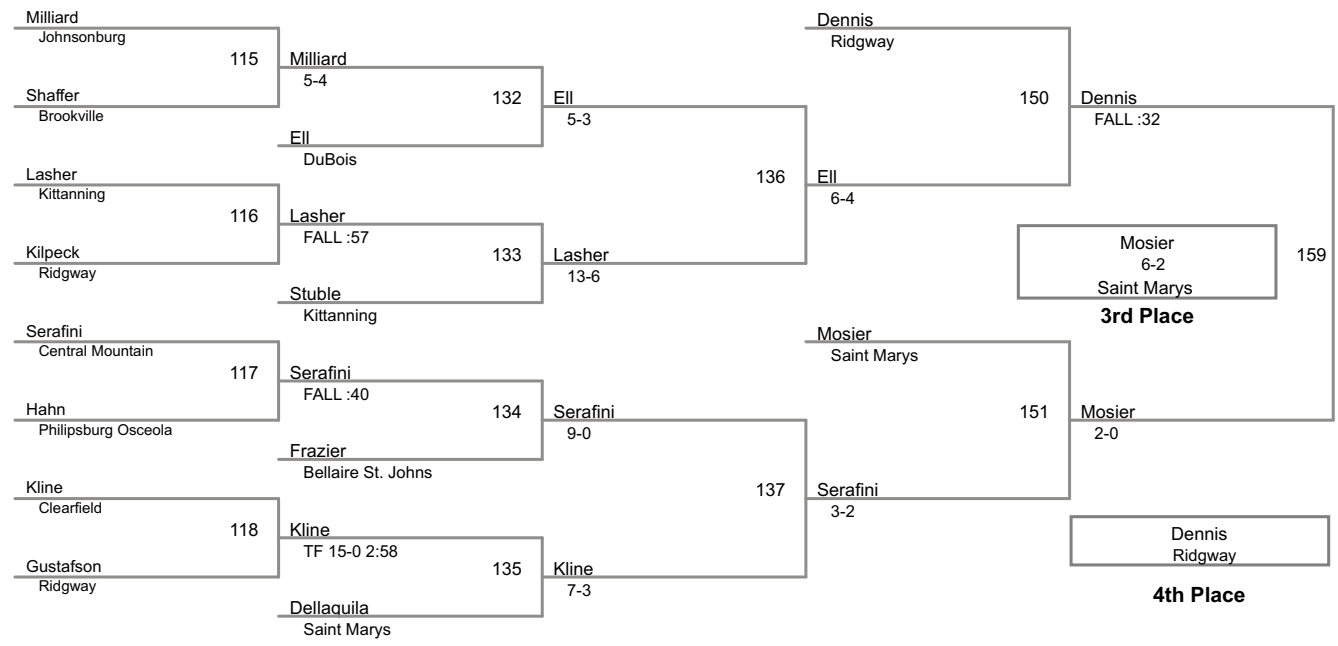 Milliard
Johnsonburg
115
Shaffer
Brookville
Lasher
Kittanning
116
Kilpeck
Ridgway
Serafini
Central Mountain
117
Hahn
Philipsburg Osceola
Kline
Clearfield
118
Gustafson
Ridgway
Milliard
5-4
132
Ell
DuBois
Lasher
FALL :57
133
Stuble
Kittanning
Serafini
FALL :40
134
Frazier
Bellaire St. Johns
Kline
TF 15-0 2:58
135
Dellaquila
Saint Marys
Ell
5-3
136
Lasher
13-6
Serafini
9-0
137
Kline
7-3
Dennis
Ridgway
150
Ell
6-4
Mosier
Saint Marys
151
Serafini
3-2
Dennis
FALL :32
159
Mosier
2-0
Mosier
6-2
Saint Marys
3rd Place
Dennis
Ridgway
4th Place